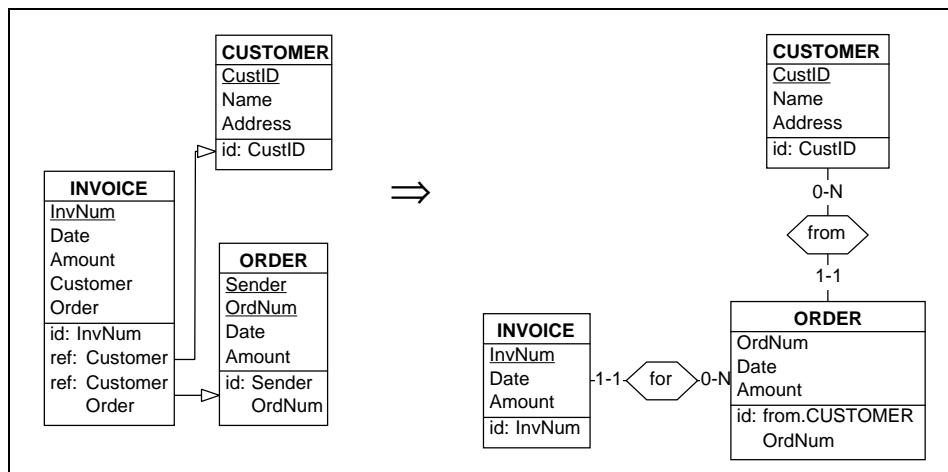 CUSTOMER
CustID
Name
Address
id: CustID
INVOICE
InvNum
Date
Amount
Customer
Order
id: InvNum
ref: Customer
ref: Customer
Order
ORDER
Sender
OrdNum
Date
Amount
id: Sender
OrdNum
⇒
CUSTOMER
CustID
Name
Address
id: CustID
0-N
from
1-1
INVOICE
InvNum
Date
Amount
id: InvNum
1-1
for
0-N
ORDER
OrdNum
Date
Amount
id: from.CUSTOMER
OrdNum